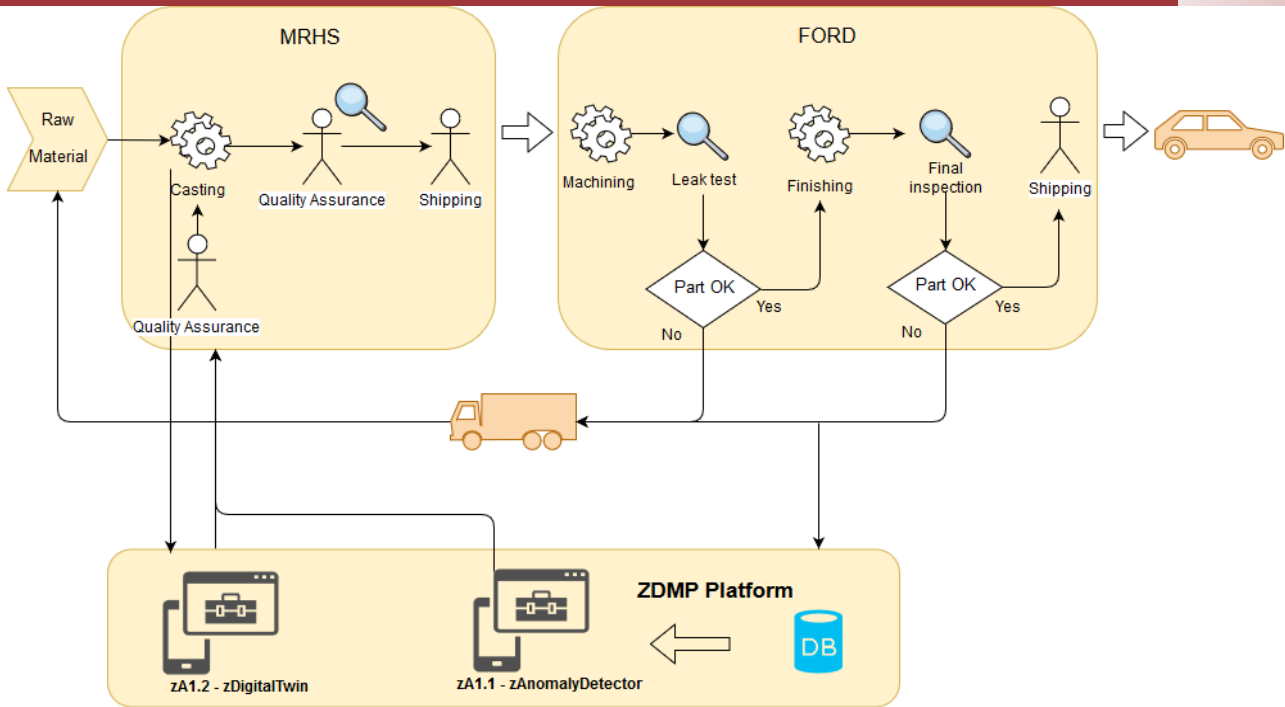 MRHS
FORD
Raw
Material
Casting
Quality Assurance
Shipping
Quality Assurance
Machining
Leak test
Finishing
Final
inspection
Shipping
Part OK
Yes
No
Part OK
Yes
No
ZDMP Platform
DB
zA1.2 - zDigitalTwin
zA1.1 - zAnomalyDetector